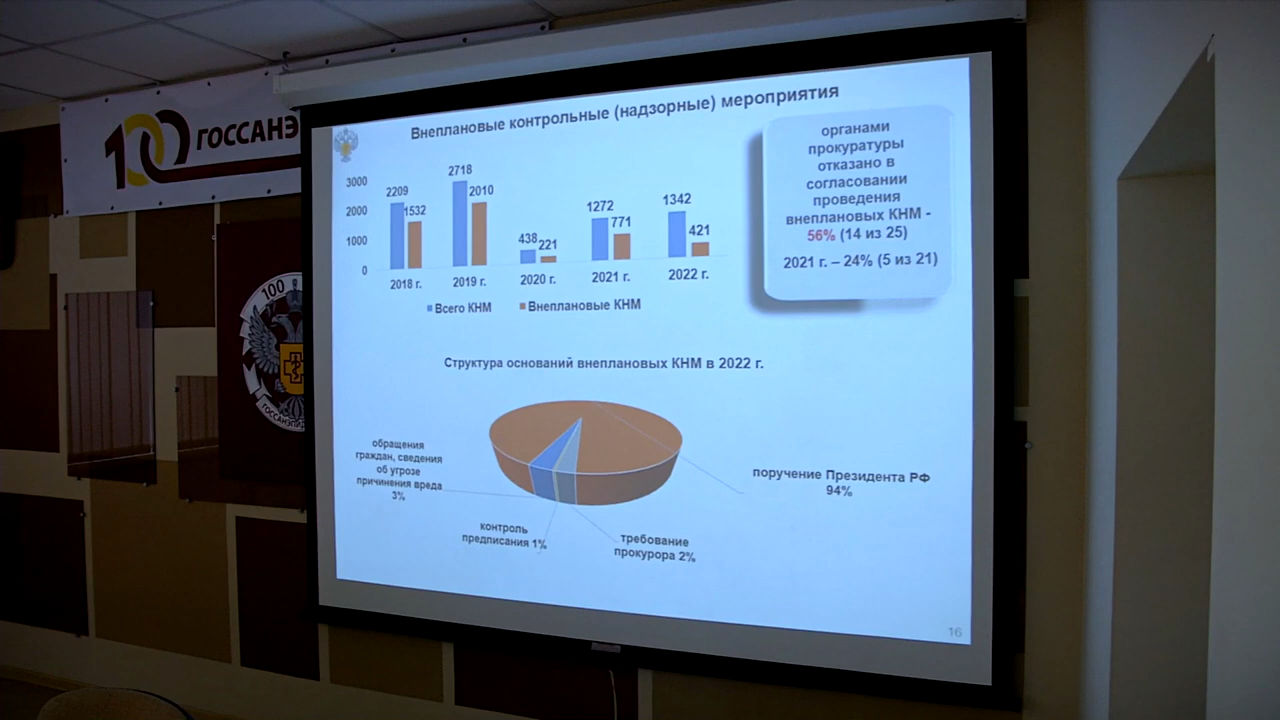 100 ГОССАНЭ
100
Внеплановые контрольные (надзорные) мероприятия
3000
2000
1000
0
2209
1532
2718
2010
438
221
1272
771
1342
421
2018 г.
2019 г.
2020 г.
2021 г.
2022 г.
Всего КНМ
Внеплановые КНМ
органами
прокуратуры
отказано в
согласовании
проведения
внеплановых КНМ -
56% (14 из 25)
2021 г. – 24% (5 из 21)
Структура оснований внеплановых КНМ в 2022 г.
обращения
граждан, сведения
об угрозе
причинения вреда
3%
контроль
предписания 1%
требование
прокурора 2%
поручение Президента РФ
94%
16